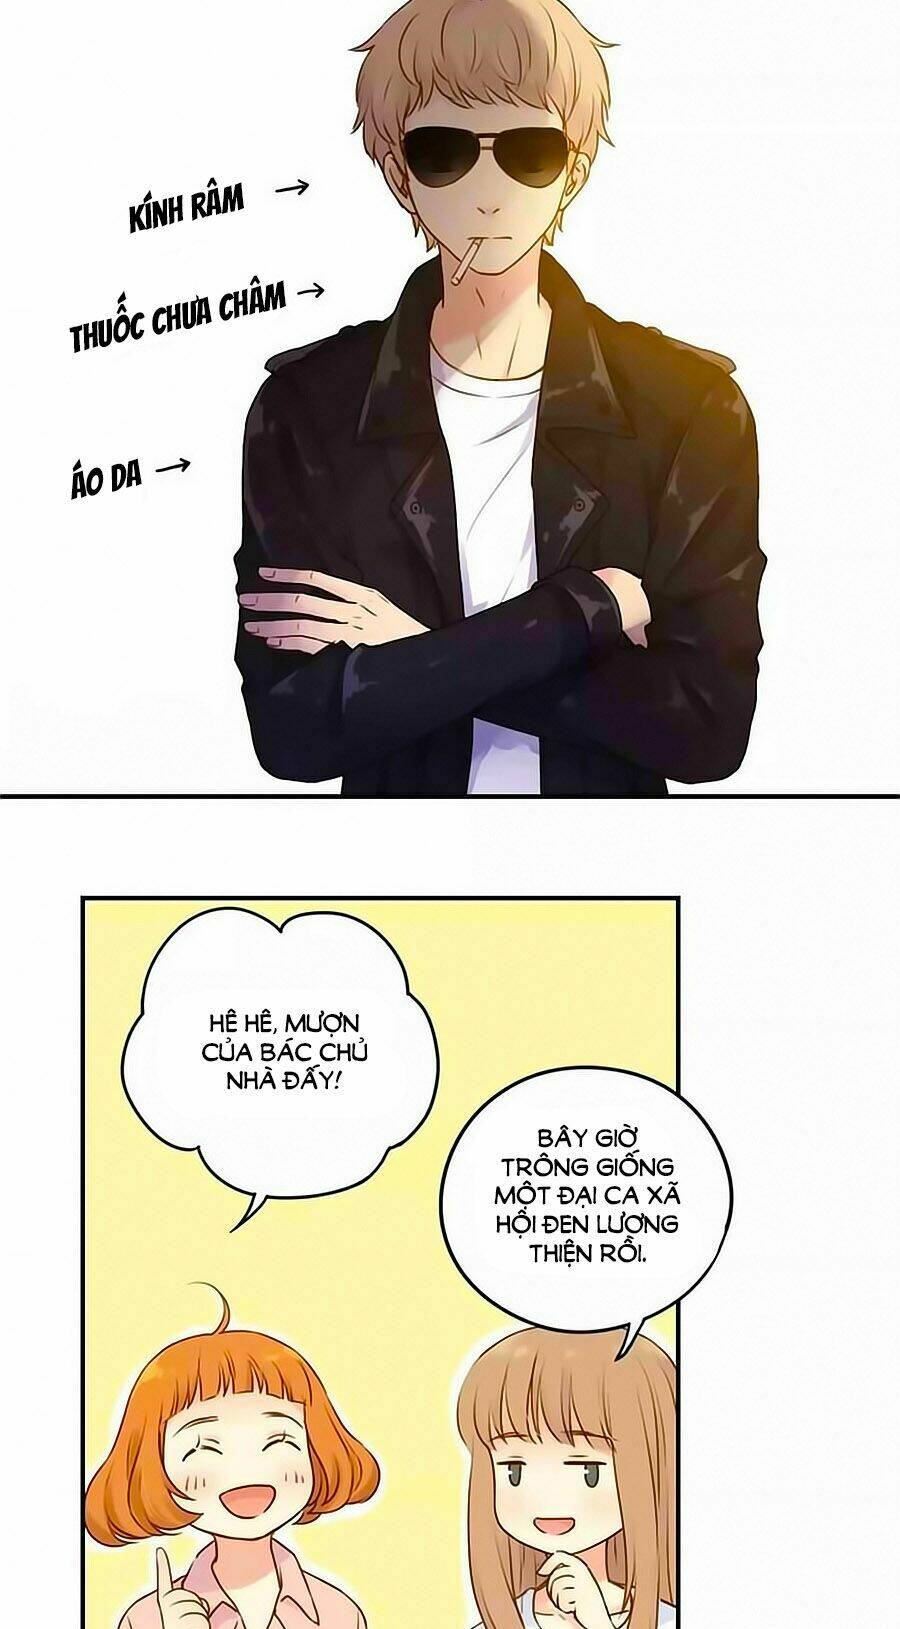 KÍNH RÂM →
THUỐC CHƯA CHÂM →
ÁO DA →
HÊ HÊ, MƯỢN
CỦA BÁC CHỦ
NHÀ ĐẤY!
BÂY GIỜ
TRÔNG GIỐNG
MỘT ĐẠI CA XÃ
HỘI ĐEN LƯƠNG
THIỆN RỒI.